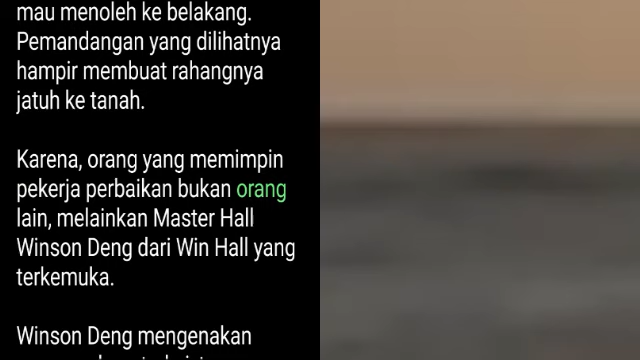 mau menoleh ke belakang.
Pemandangan yang dilihatnya
hampir membuat rahangnya
jatuh ke tanah.
Karena, orang yang memimpin
pekerja perbaikan bukan orang
lain, melainkan Master Hall
Winson Deng dari Win Hall yang
terkemuka.
Winson Deng mengenakan